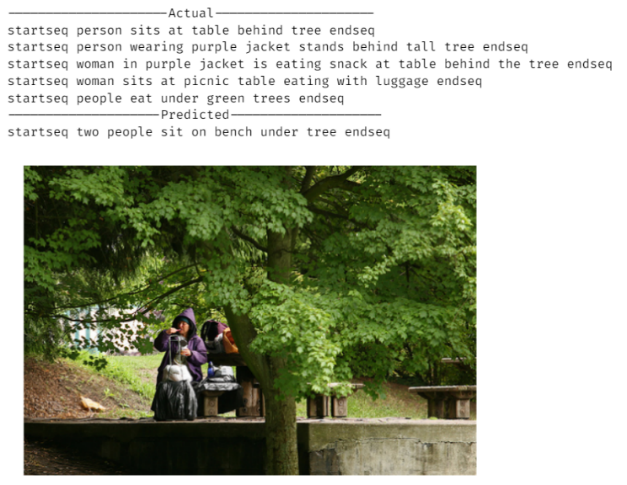 ---------------------Actual---------------------
startseq person sits at table behind tree endseq
startseq person wearing purple jacket stands behind tall tree endseq
startseq woman in purple jacket is eating snack at table behind the tree endseq
startseq woman sits at picnic table eating with luggage endseq
startseq people eat under green trees endseq
--------------------Predicted--------------------
startseq two people sit on bench under tree endseq